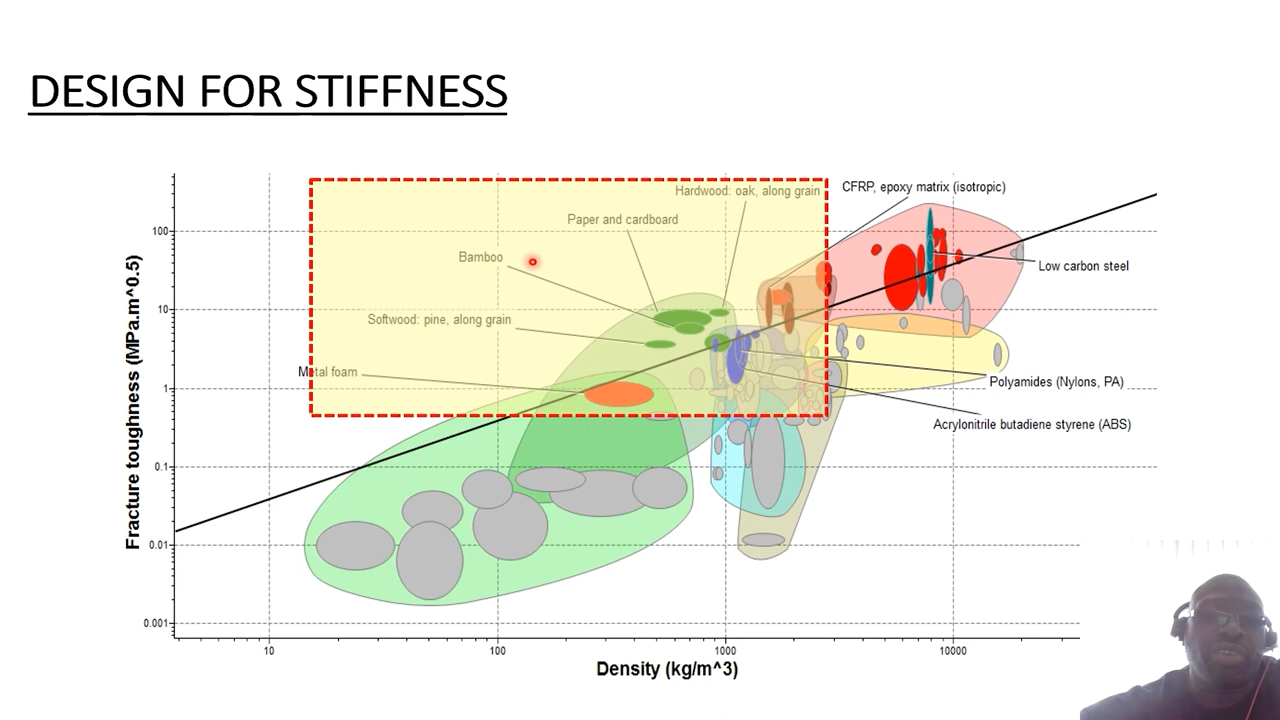 DESIGN FOR STIFFNESS
Hardwood: oak, along grain
CFRP, epoxy matrix (isotropic)
Paper and cardboard
Bamboo
Low carbon steel
Softwood: pine, along grain
Metal foam
Polyamides (Nylons, PA)
Acrylonitrile butadiene styrene (ABS)
Fracture toughness (MPa.m^0.5)
100
10
1
0.1
0.01
0.001
10
100
1000
10000
Density (kg/m^3)